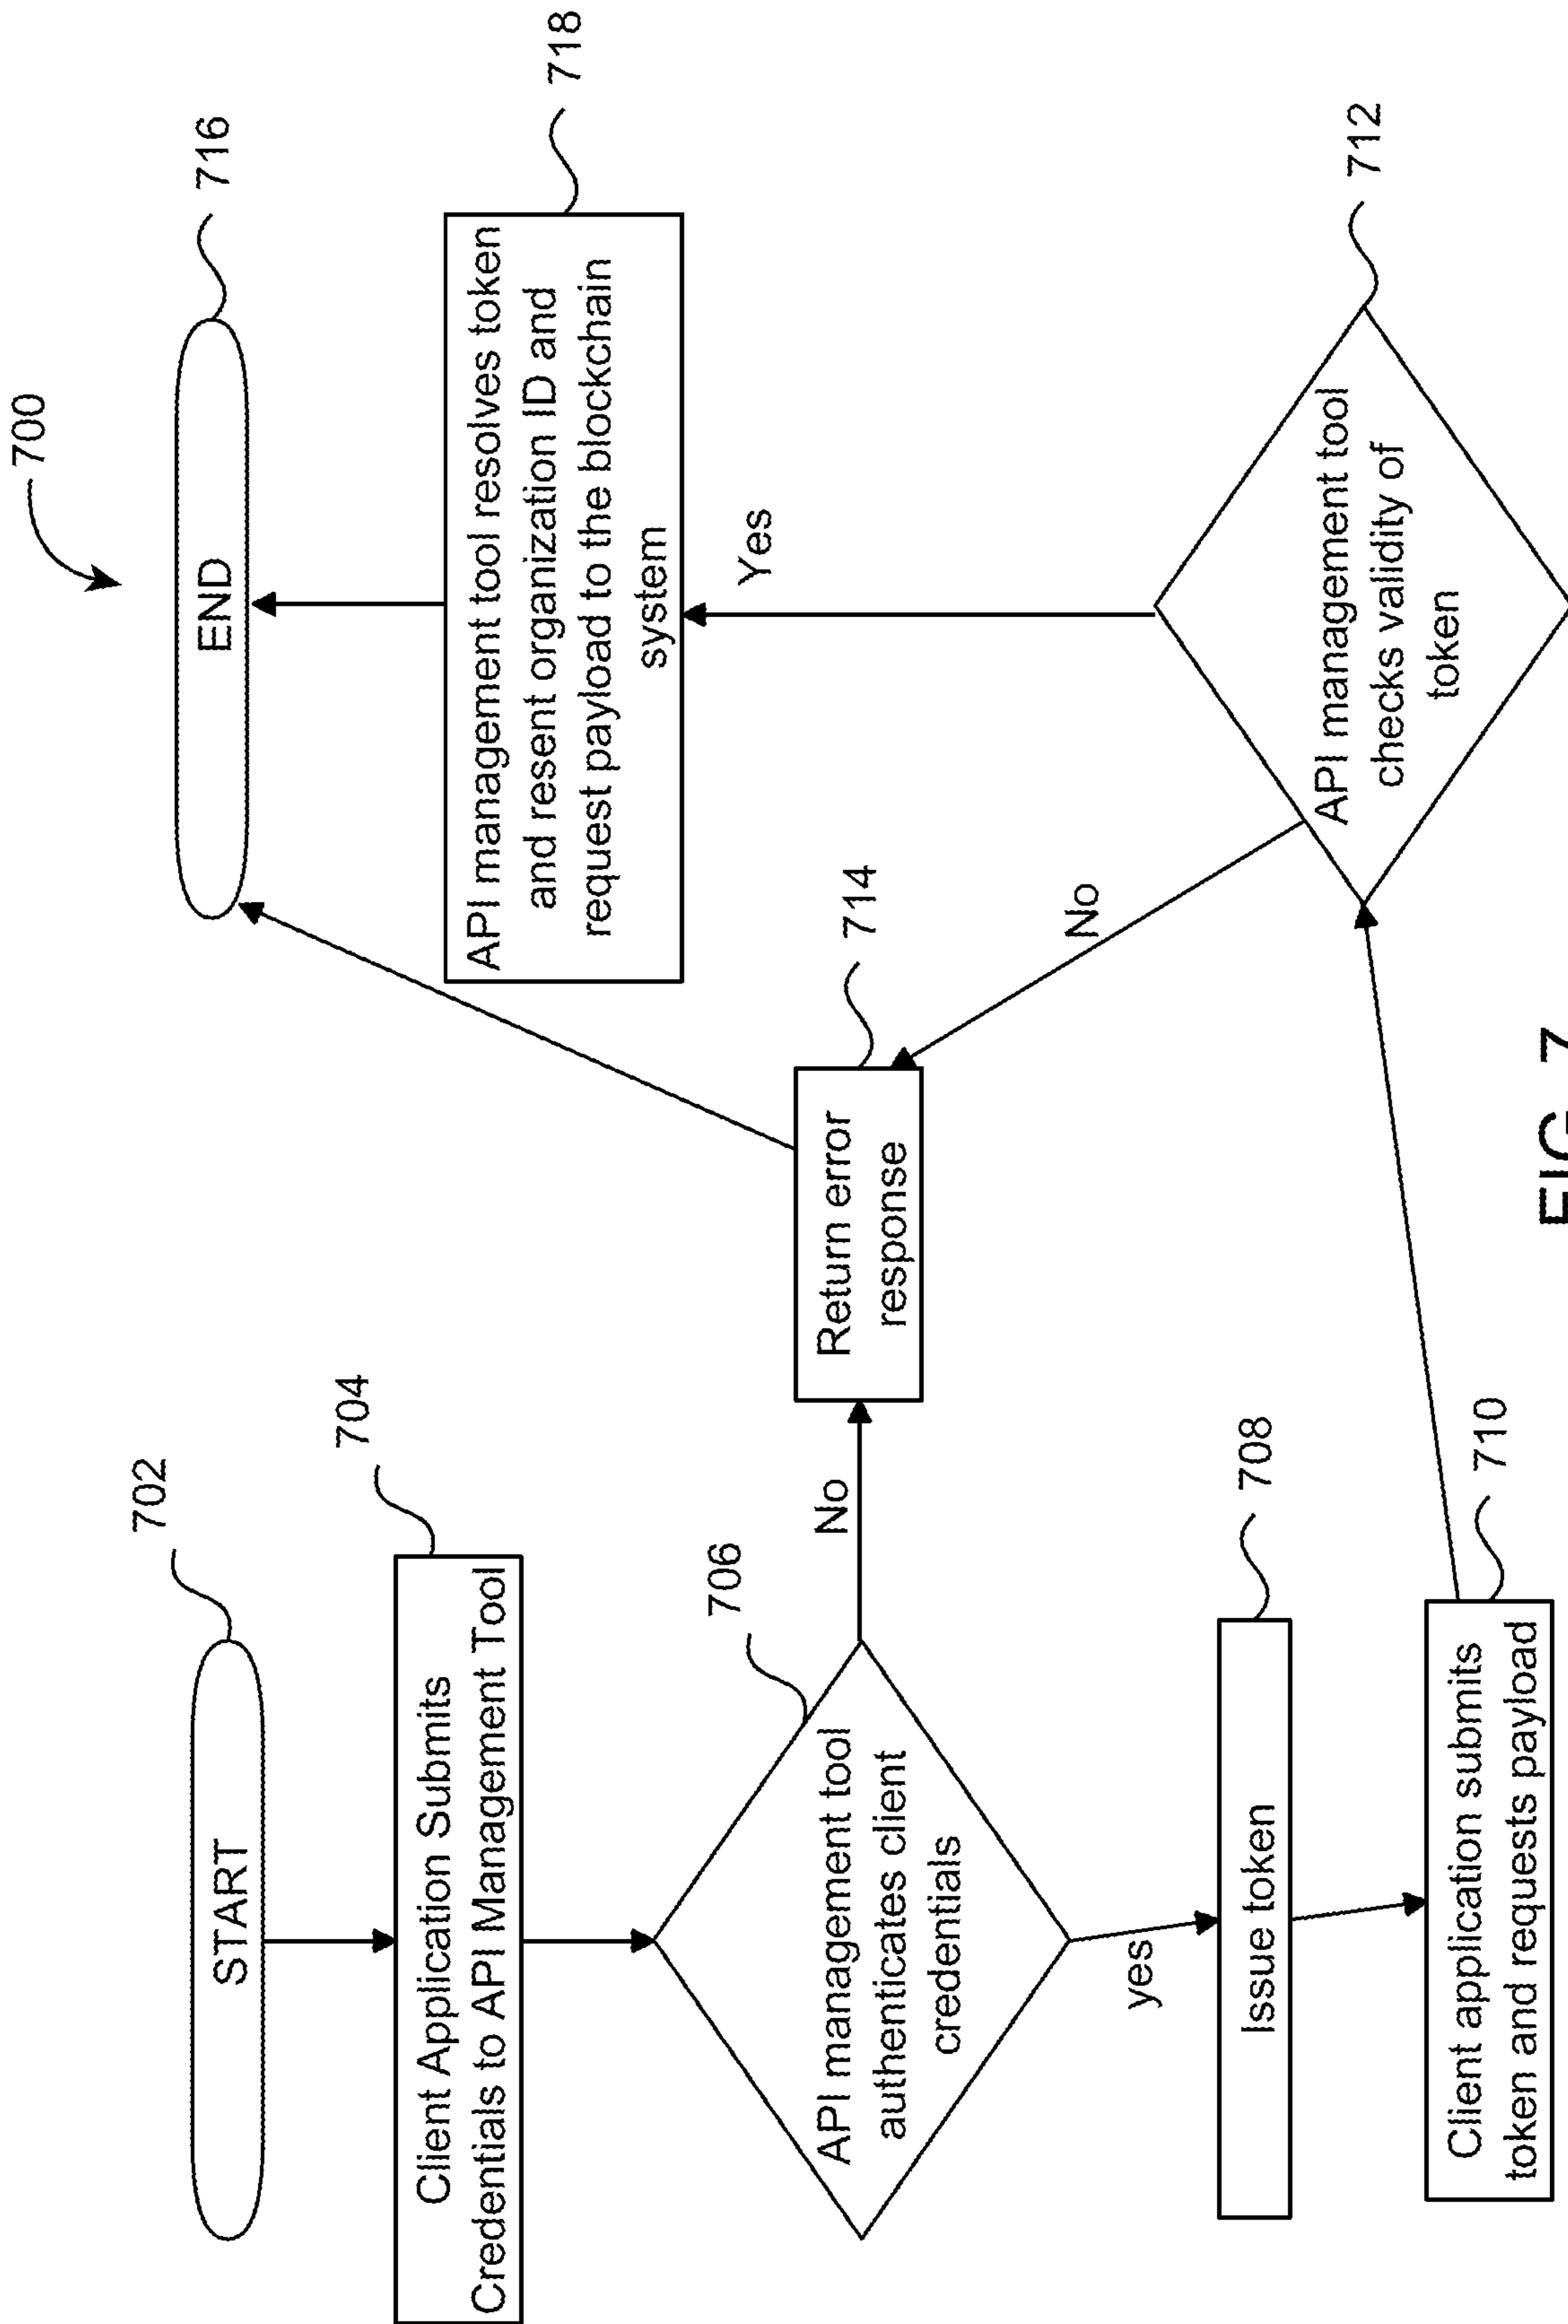 700
START
702
Client Application Submits
Credentials to API Management Tool
704
API management tool
authenticates client
credentials
706
No
yes
Issue token
708
Client application submits
token and requests payload
710
Return error
response
714
No
API management tool
checks validity of
token
712
Yes
API management tool resolves token
and resent organization ID and
request payload to the blockchain
system
718
END
716
FIG. 7